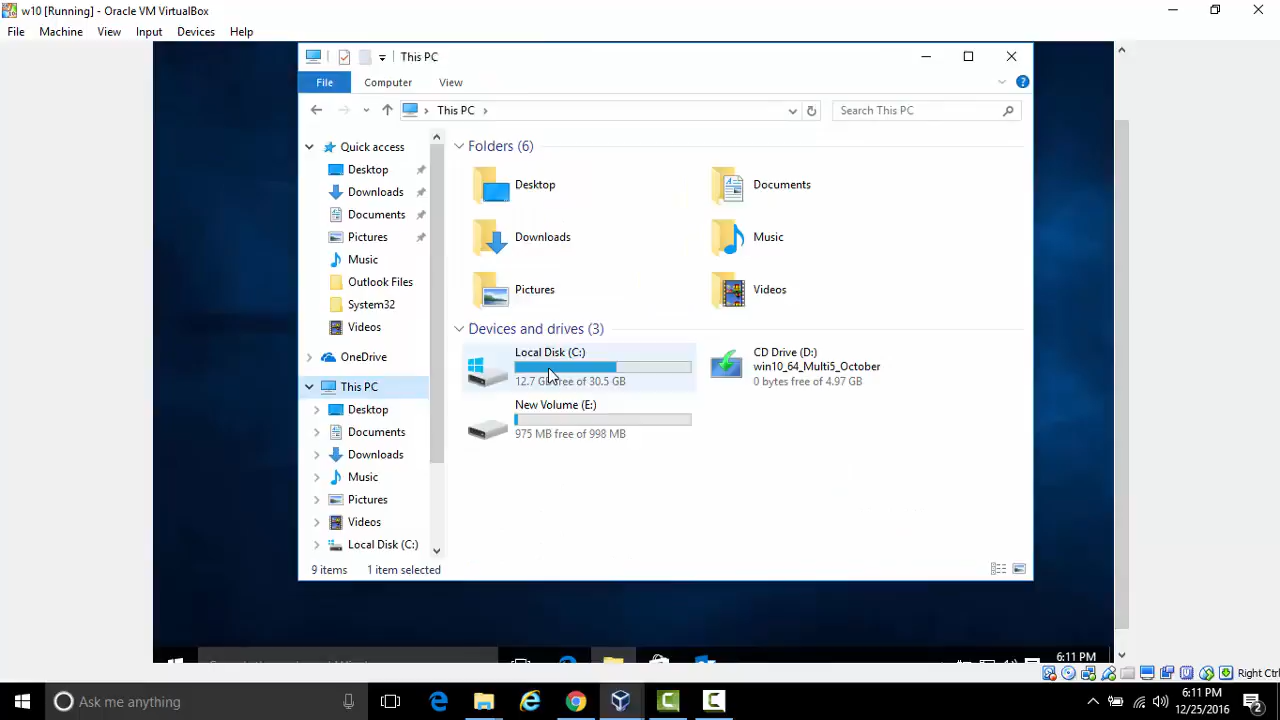 w10 [Running] - Oracle VM VirtualBox
File Machine View Input Devices Help
This PC
File Computer View
This PC
Search This PC
Quick access
Desktop
Downloads
Documents
Pictures
Music
Outlook Files
System32
Videos
OneDrive
This PC
Desktop
Documents
Downloads
Music
Pictures
Videos
Local Disk (C:)
Folders (6)
Desktop
Documents
Downloads
Music
Pictures
Videos
Devices and drives (3)
Local Disk (C:)
12.7 GB free of 30.5 GB
CD Drive (D:)
win10_64_Multi5_October
0 bytes free of 4.97 GB
New Volume (E:)
975 MB free of 998 MB
9 items 1 item selected
6:11 PM
Right Ctrl
Ask me anything
6:11 PM
12/25/2016
2